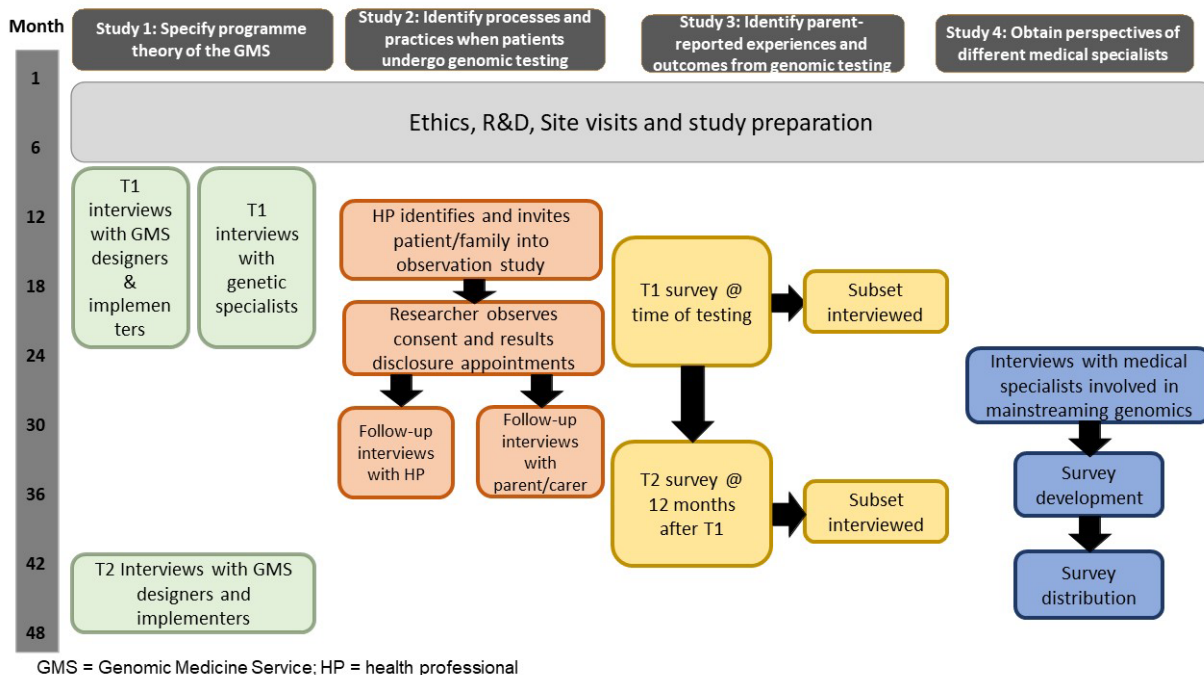 Month
Study 1: Specify programme
theory of the GMS
Study 2: Identify processes and
practices when patients
undergo genomic testing
Study 3: Identify parent-
reported experiences and
outcomes from genomic testing
Study 4: Obtain perspectives of
different medical specialists
1
6
12
18
24
30
36
42
48
Ethics, R&D, Site visits and study preparation
T1
interviews
with GMS
designers
&
implemen
ters
T1
interviews
with
genetic
specialists
T2 Interviews with GMS
designers and
implementers
HP identifies and invites
patient/family into
observation study
Researcher observes
consent and results
disclosure appointments
Follow-up
interviews
with HP
Follow-up
interviews
with
parent/carer
T1 survey @
time of testing
Subset
interviewed
T2 survey @
12 months
after T1
Subset
interviewed
Interviews with medical
specialists involved in
mainstreaming genomics
Survey
development
Survey
distribution
GMS = Genomic Medicine Service; HP = health professional